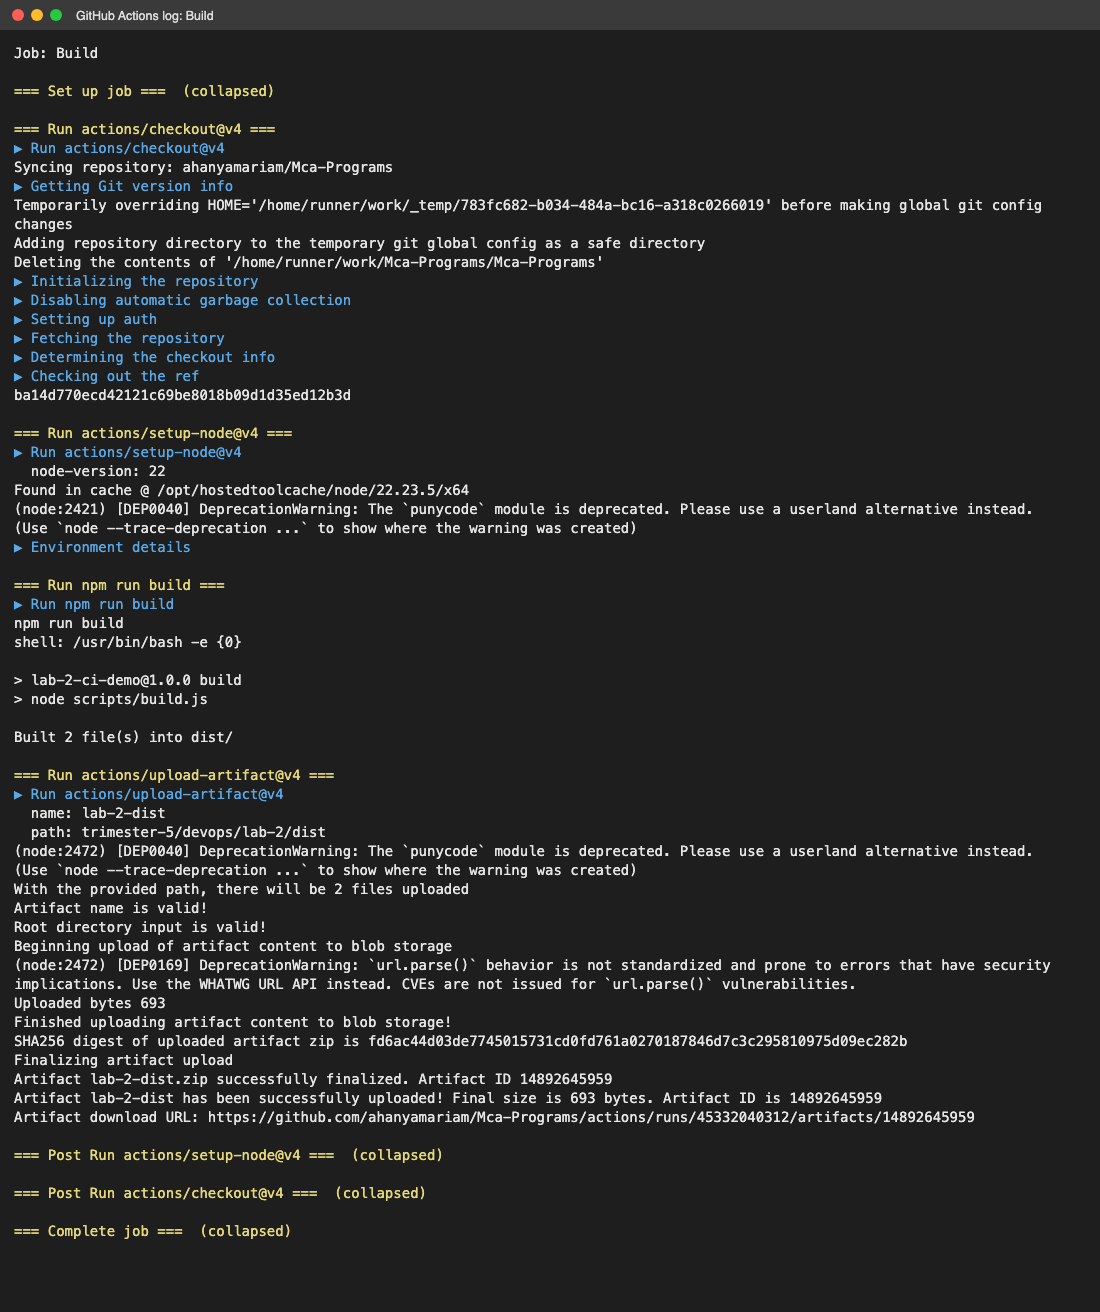 GitHub Actions log: Build
Job: Build
=== Set up job ===  (collapsed)
=== Run actions/checkout@v4 ===
▶ Run actions/checkout@v4
Syncing repository: ahanyamariam/Mca-Programs
▶ Getting Git version info
Temporarily overriding HOME='/home/runner/work/_temp/783fc682-b034-484a-bc16-a318c0266019' before making global git config
changes
Adding repository directory to the temporary git global config as a safe directory
Deleting the contents of '/home/runner/work/Mca-Programs/Mca-Programs'
▶ Initializing the repository
▶ Disabling automatic garbage collection
▶ Setting up auth
▶ Fetching the repository
▶ Determining the checkout info
▶ Checking out the ref
ba14d770ecd42121c69be8018b09d1d35ed12b3d
=== Run actions/setup-node@v4 ===
▶ Run actions/setup-node@v4
  node-version: 22
Found in cache @ /opt/hostedtoolcache/node/22.23.5/x64
(node:2421) [DEP0040] DeprecationWarning: The `punycode` module is deprecated. Please use a userland alternative instead.
(Use `node --trace-deprecation ...` to show where the warning was created)
▶ Environment details
=== Run npm run build ===
▶ Run npm run build
npm run build
shell: /usr/bin/bash -e {0}
> lab-2-ci-demo@1.0.0 build
> node scripts/build.js
Built 2 file(s) into dist/
=== Run actions/upload-artifact@v4 ===
▶ Run actions/upload-artifact@v4
  name: lab-2-dist
  path: trimester-5/devops/lab-2/dist
(node:2472) [DEP0040] DeprecationWarning: The `punycode` module is deprecated. Please use a userland alternative instead.
(Use `node --trace-deprecation ...` to show where the warning was created)
With the provided path, there will be 2 files uploaded
Artifact name is valid!
Root directory input is valid!
Beginning upload of artifact content to blob storage
(node:2472) [DEP0169] DeprecationWarning: `url.parse()` behavior is not standardized and prone to errors that have security
implications. Use the WHATWG URL API instead. CVEs are not issued for `url.parse()` vulnerabilities.
Uploaded bytes 693
Finished uploading artifact content to blob storage!
SHA256 digest of uploaded artifact zip is fd6ac44d03de7745015731cd0fd761a0270187846d7c3c295810975d09ec282b
Finalizing artifact upload
Artifact lab-2-dist.zip successfully finalized. Artifact ID 14892645959
Artifact lab-2-dist has been successfully uploaded! Final size is 693 bytes. Artifact ID is 14892645959
Artifact download URL: https://github.com/ahanyamariam/Mca-Programs/actions/runs/45332040312/artifacts/14892645959
=== Post Run actions/setup-node@v4 ===  (collapsed)
=== Post Run actions/checkout@v4 ===  (collapsed)
=== Complete job ===  (collapsed)